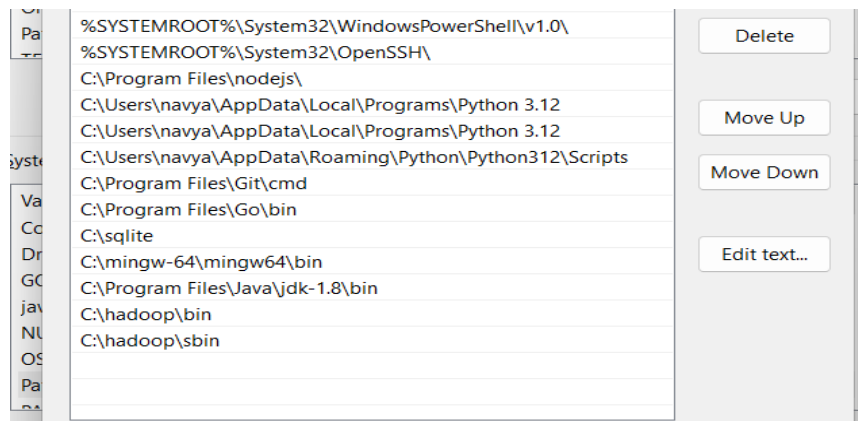 Pa
%SYSTEMROOT%\System32\WindowsPowerShell\v1.0\
Delete
%SYSTEMROOT%\System32\OpenSSH\
C:\Program Files\nodejs\
C:\Users\navya\AppData\Local\Programs\Python 3.12
C:\Users\navya\AppData\Local\Programs\Python 3.12
Move Up
C:\Users\navya\AppData\Roaming\Python\Python312\Scripts
Move Down
Syste
C:\Program Files\Git\cmd
Va
C:\Program Files\Go\bin
Co
C:\sqlite
Dr
C:\mingw-64\mingw64\bin
Edit text...
GO
C:\Program Files\Java\jdk-1.8\bin
jav
C:\hadoop\bin
NU
C:\hadoop\sbin
OS
Pa